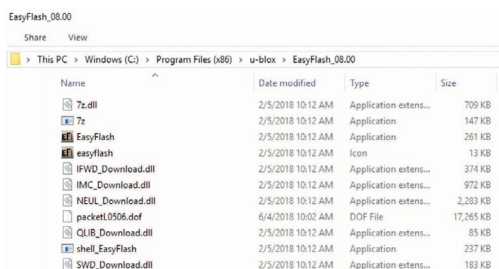 EasyFlash_08.00
Share View
This PC > Windows (C:) > Program Files (x86) > u-blox > EasyFlash_08.00
Name Date modified Type Size
7z.dll 2/5/2018 10:12 AM Application extens... 709 KB
7z 2/5/2018 10:12 AM Application 147 KB
EasyFlash 2/5/2018 10:12 AM Application 261 KB
easyflash 2/5/2018 10:12 AM Icon 13 KB
IFWD_Download.dll 2/5/2018 10:12 AM Application extens... 374 KB
IMC_Download.dll 2/5/2018 10:12 AM Application extens... 972 KB
NEUL_Download.dll 2/5/2018 10:12 AM Application extens... 2,283 KB
packetL0506.dof 6/4/2018 10:02 AM DOF File 17,265 KB
QLIB_Download.dll 2/5/2018 10:12 AM Application extens... 85 KB
shell_EasyFlash 2/5/2018 10:12 AM Application 237 KB
SWD_Download.dll 2/5/2018 10:12 AM Application extens... 183 KB